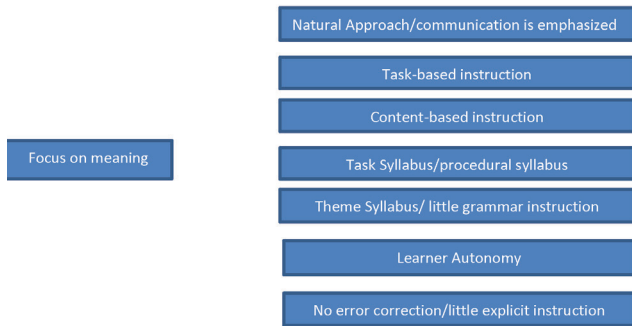 Natural Approach/communication is emphasized
Task-based instruction
Content-based instruction
Focus on meaning
Task Syllabus/procedural syllabus
Theme Syllabus/ little grammar instruction
Learner Autonomy
No error correction/little explicit instruction